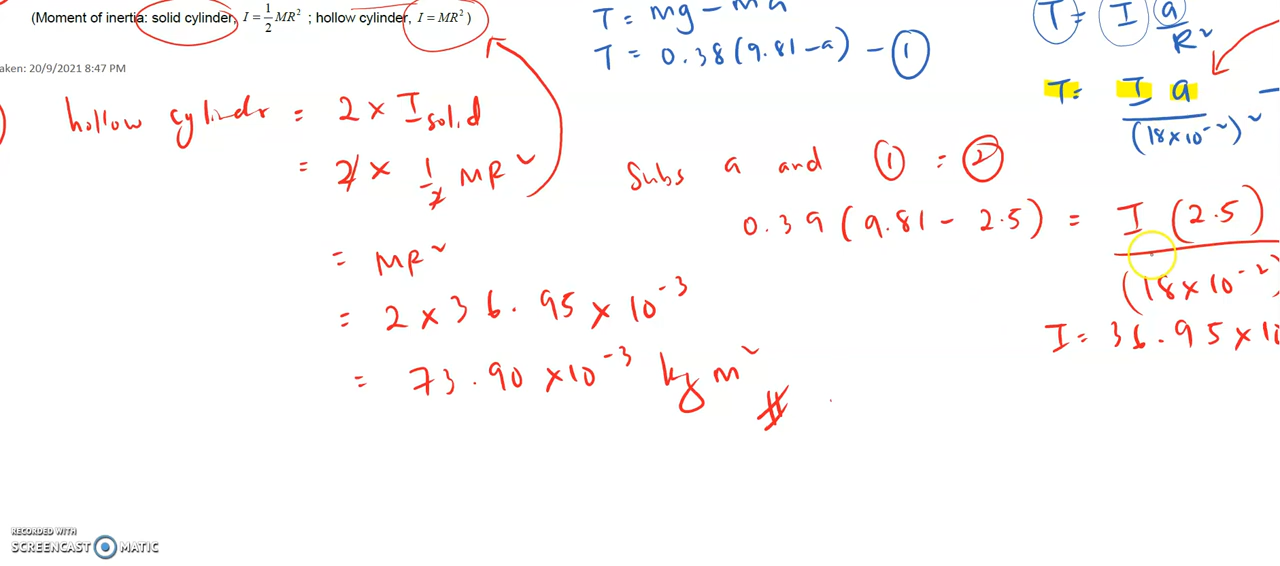 (Moment of inertia: solid cylinder, I = 1/2 MR² ; hollow cylinder, I = MR² )
T = mg - ma
T = 0.38 (9.81 - a) - ①
T = I a / R²
T = I a / (18 × 10⁻²)² -
aken: 20/9/2021 8:47 PM
)
hollow cylinder = 2 × I solid
= 2 × 1/2 MR²
= MR²
= 2 × 36.95 × 10⁻³
= 73.90 × 10⁻³ kg m² #
Subs a and ① = ②
0.39 (9.81 - 2.5) = I (2.5) / (18 × 10⁻²)
I = 36.95 × 10
RECORDED WITH
SCREENCAST MATIC